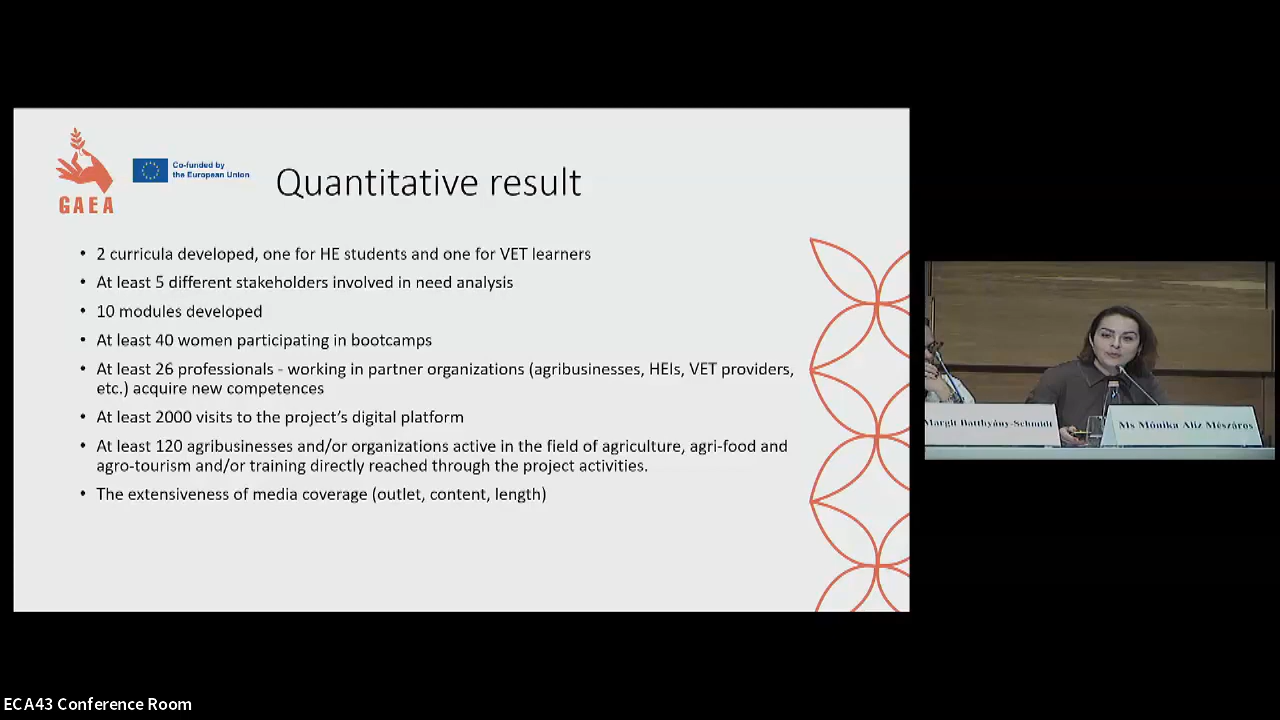 GAEA
Co-funded by
the European Union
Quantitative result
• 2 curricula developed, one for HE students and one for VET learners
• At least 5 different stakeholders involved in need analysis
• 10 modules developed
• At least 40 women participating in bootcamps
• At least 26 professionals - working in partner organizations (agribusinesses, HEIs, VET providers,
etc.) acquire new competences
• At least 2000 visits to the project's digital platform
• At least 120 agribusinesses and/or organizations active in the field of agriculture, agri-food and
agro-tourism and/or training directly reached through the project activities.
• The extensiveness of media coverage (outlet, content, length)
Margit Batthyány-Schmidt
Ms Mónika Alíz Mészáros
ECA43 Conference Room